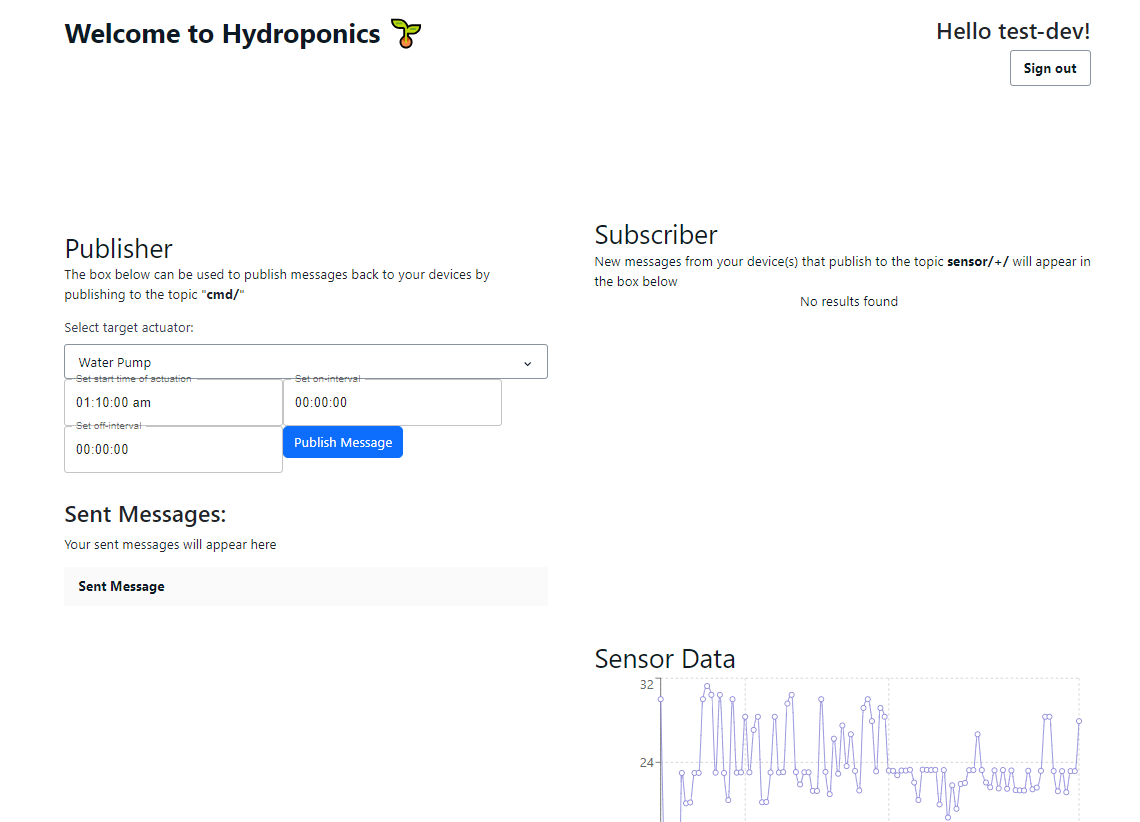 Welcome to Hydroponics
Hello test-dev!
Sign out
Publisher
The box below can be used to publish messages back to your devices by
publishing to the topic "cmd/"
Select target actuator:
Water Pump
Set start time of actuation
01:10:00 am
Set on-interval
00:00:00
Set off-interval
00:00:00
Publish Message
Sent Messages:
Your sent messages will appear here
Sent Message
Subscriber
New messages from your device(s) that publish to the topic sensor/+/ will appear in
the box below
No results found
Sensor Data
32
24